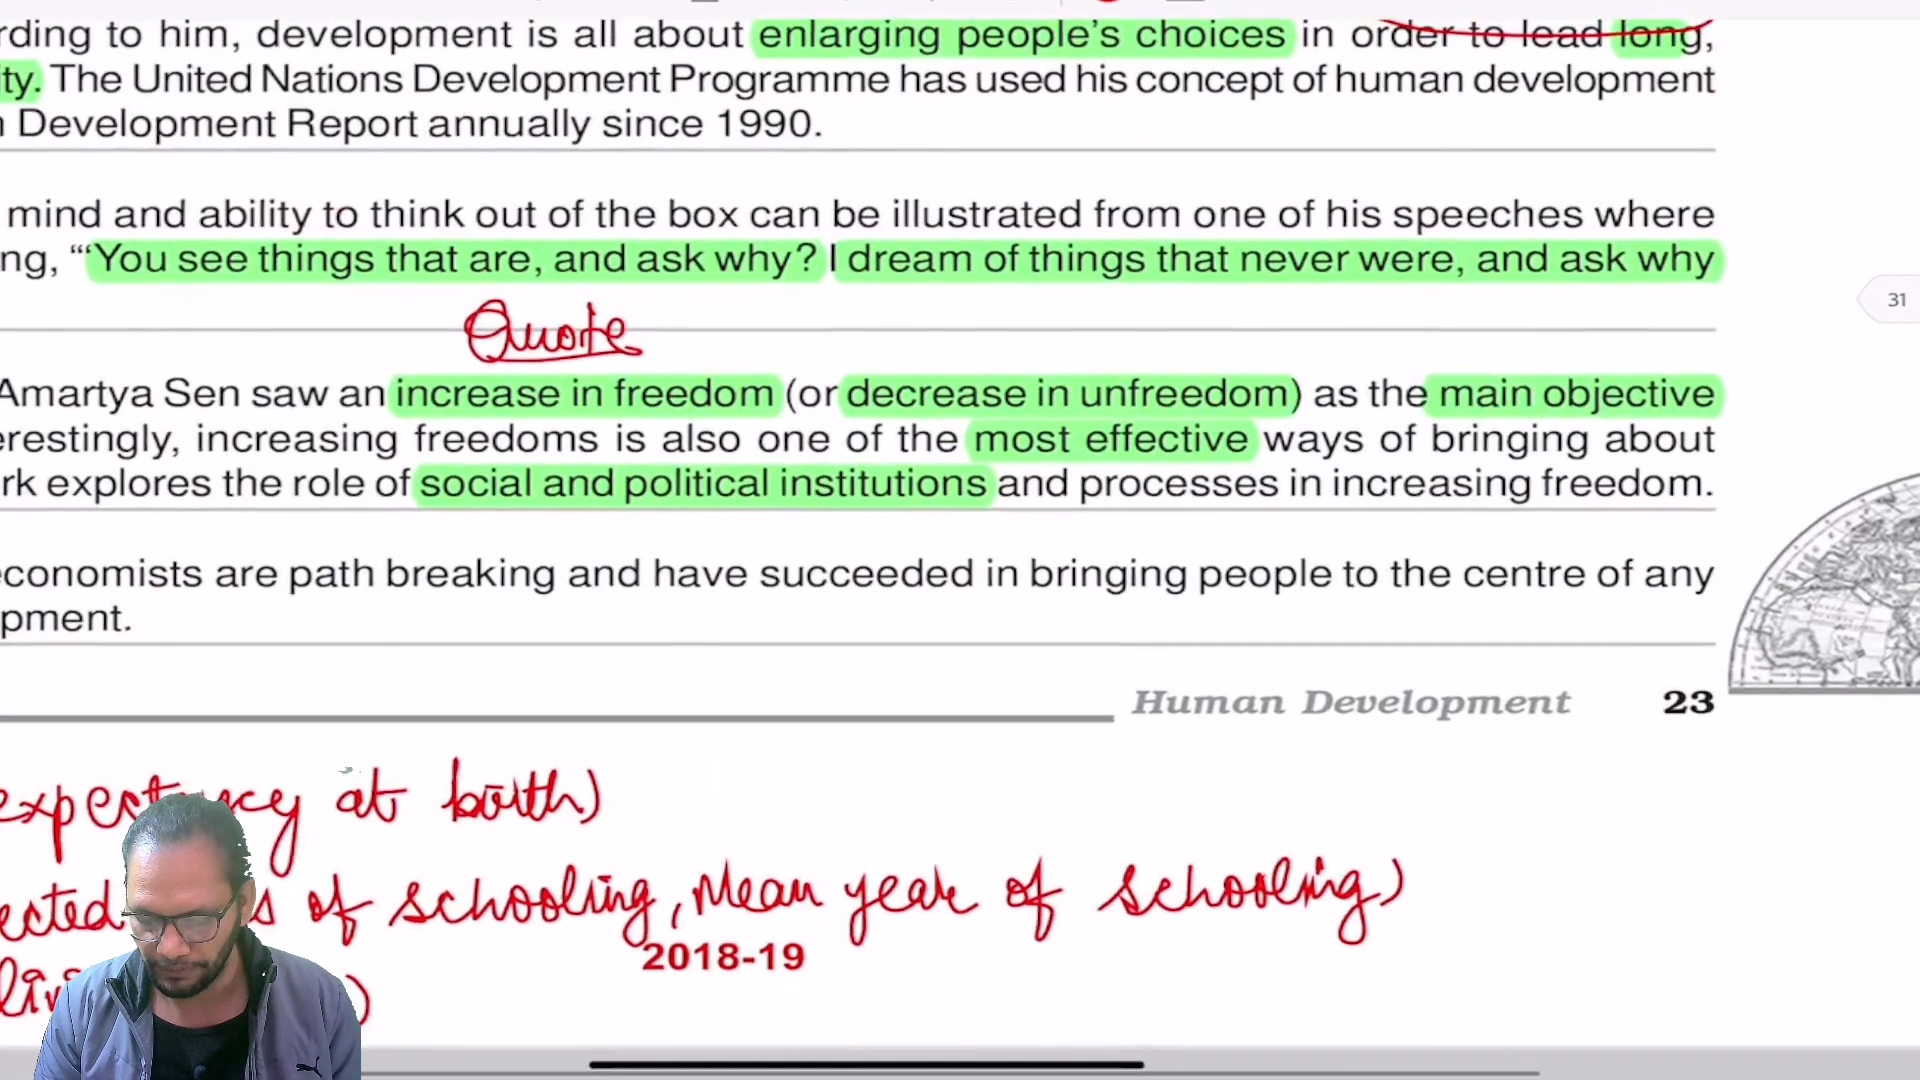 rding to him, development is all about enlarging people's choices in order to lead long,
ity. The United Nations Development Programme has used his concept of human development
n Development Report annually since 1990.
mind and ability to think out of the box can be illustrated from one of his speeches where
ng, “‘You see things that are, and ask why? I dream of things that never were, and ask why
Quote
Amartya Sen saw an increase in freedom (or decrease in unfreedom) as the main objective
erestingly, increasing freedoms is also one of the most effective ways of bringing about
rk explores the role of social and political institutions and processes in increasing freedom.
economists are path breaking and have succeeded in bringing people to the centre of any
pment.
31
Human Development 23
at birth)
of schooling, Mean year of schooling)
2018-19